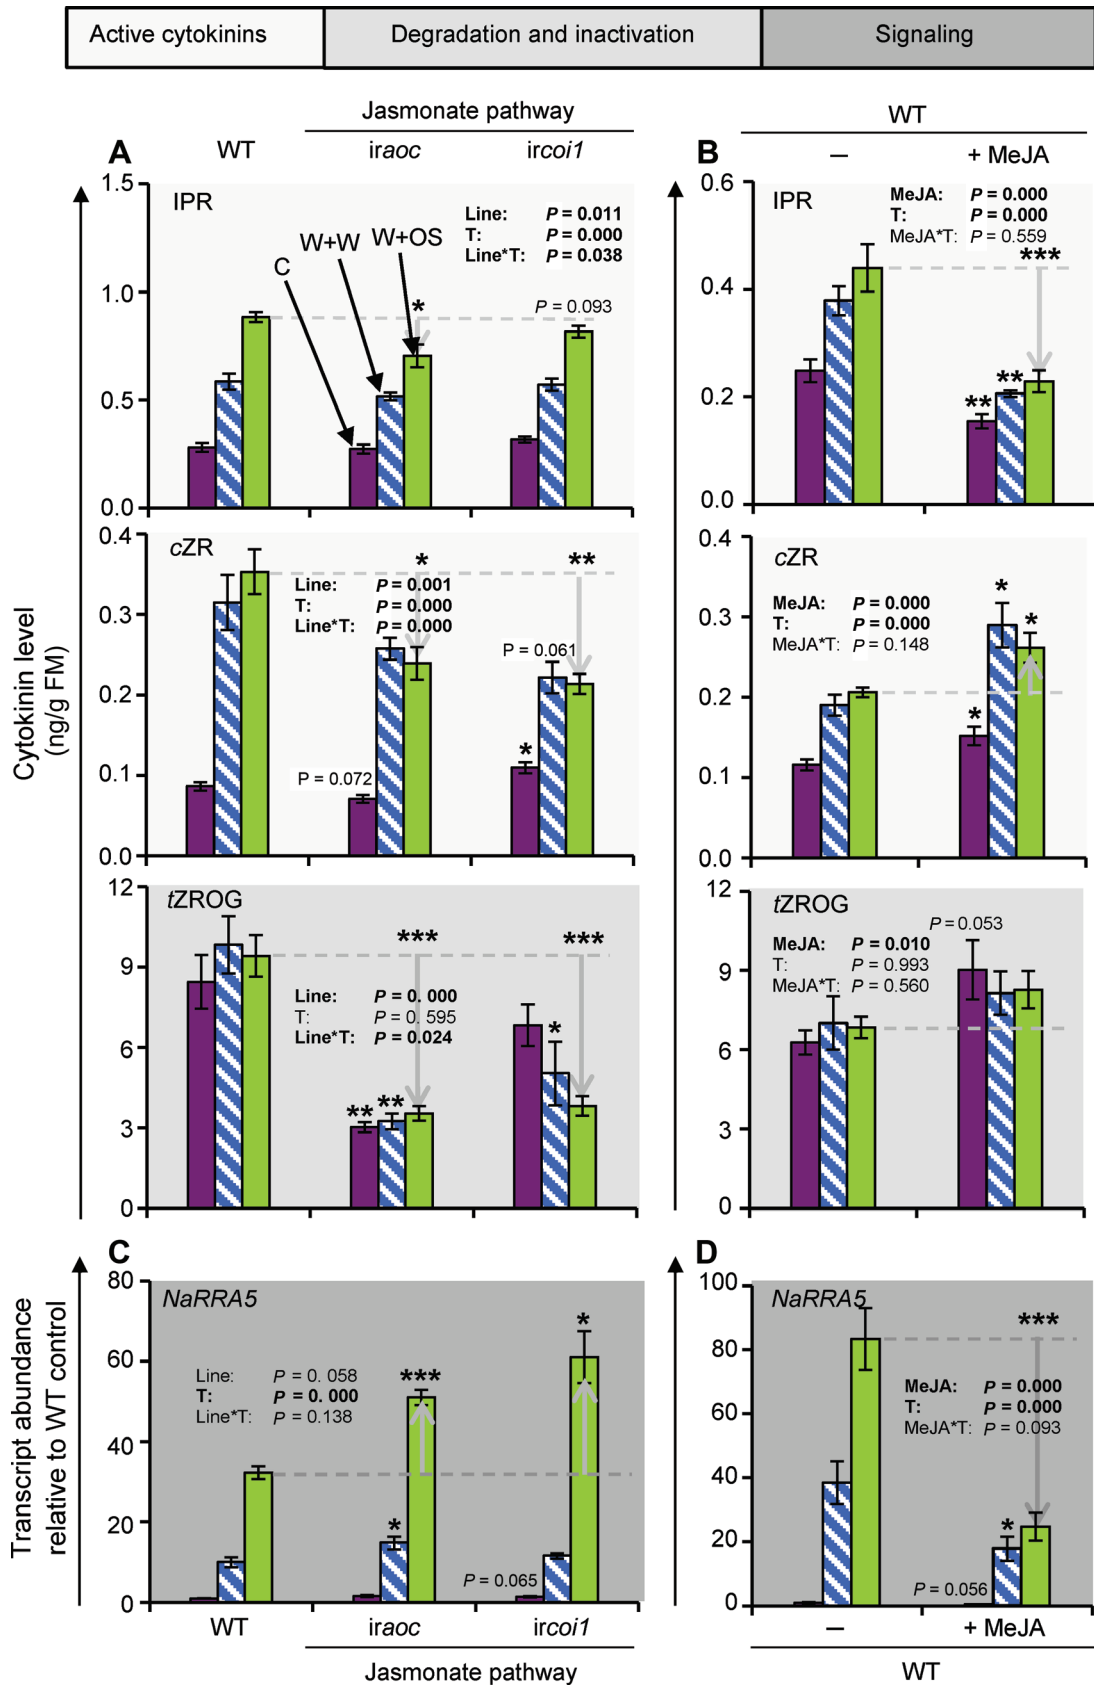 Active cytokinins Degradation and inactivation Signaling
Jasmonate pathway
A WT iraoc ircoi1
1.5
1.0
0.5
0.0
IPR
C W+W W+OS
Line: P = 0.011
T: P = 0.000
Line*T: P = 0.038
*
P = 0.093
0.4
0.3
0.2
0.1
0.0
cZR
Line: P = 0.001
T: P = 0.000
Line*T: P = 0.000
* **
P = 0.061
P = 0.072
*
12
9
6
3
0
tZROG
*** ***
Line: P = 0. 000
T: P = 0. 595
Line*T: P = 0.024
** ** *
Cytokinin level
(ng/g FM)
WT
B – + MeJA
0.6
0.4
0.2
0.0
IPR
MeJA: P = 0.000
T: P = 0.000
MeJA*T: P = 0.559
***
** **
0.4
0.3
0.2
0.1
0.0
cZR
MeJA: P = 0.000
T: P = 0.000
MeJA*T: P = 0.148
* * *
12
9
6
3
0
tZROG
P = 0.053
MeJA: P = 0.010
T: P = 0.993
MeJA*T: P = 0.560
C
80
60
40
20
0
NaRRA5
Line: P = 0. 058
T: P = 0. 000
Line*T: P = 0.138
*** *
*
P = 0.065
WT iraoc ircoi1
Jasmonate pathway
Transcript abundance
relative to WT control
D
100
80
60
40
20
0
NaRRA5
***
MeJA: P = 0.000
T: P = 0.000
MeJA*T: P = 0.093
*
P = 0.056
– + MeJA
WT